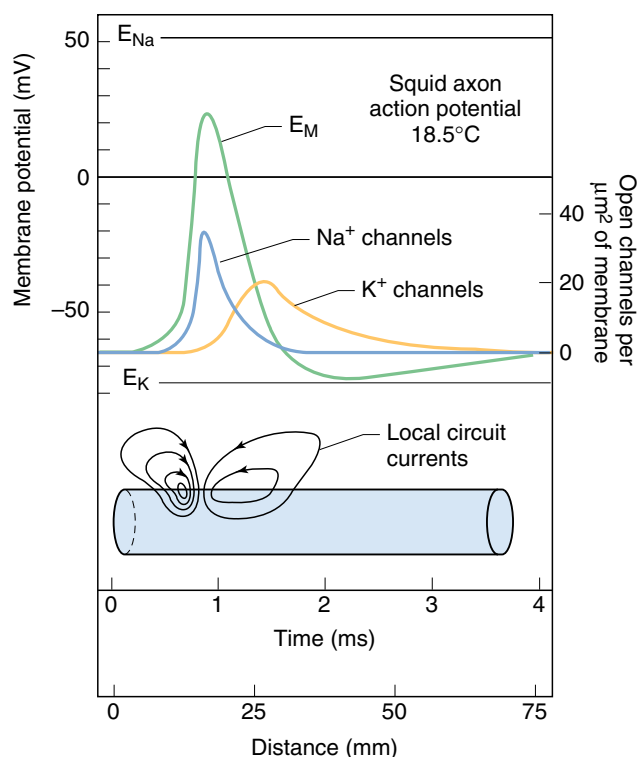 E_Na
50
Squid axon
action potential
18.5°C
E_M
0
Membrane potential (mV)
Open channels per
μm² of membrane
40
Na⁺ channels
20
K⁺ channels
–50
0
E_K
Local circuit
currents
0 1 2 3 4
Time (ms)
0 25 50 75
Distance (mm)